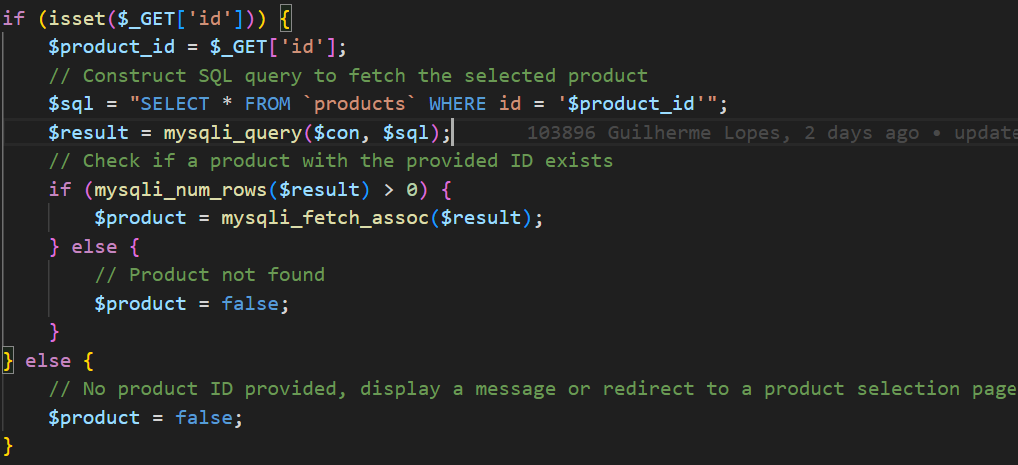 if (isset($_GET['id'])) {
$product_id = $_GET['id'];
// Construct SQL query to fetch the selected product
$sql = "SELECT * FROM `products` WHERE id = '$product_id'";
$result = mysqli_query($con, $sql); 103896 Guilherme Lopes, 2 days ago • update
// Check if a product with the provided ID exists
if (mysqli_num_rows($result) > 0) {
$product = mysqli_fetch_assoc($result);
} else {
// Product not found
$product = false;
}
} else {
// No product ID provided, display a message or redirect to a product selection page
$product = false;
}